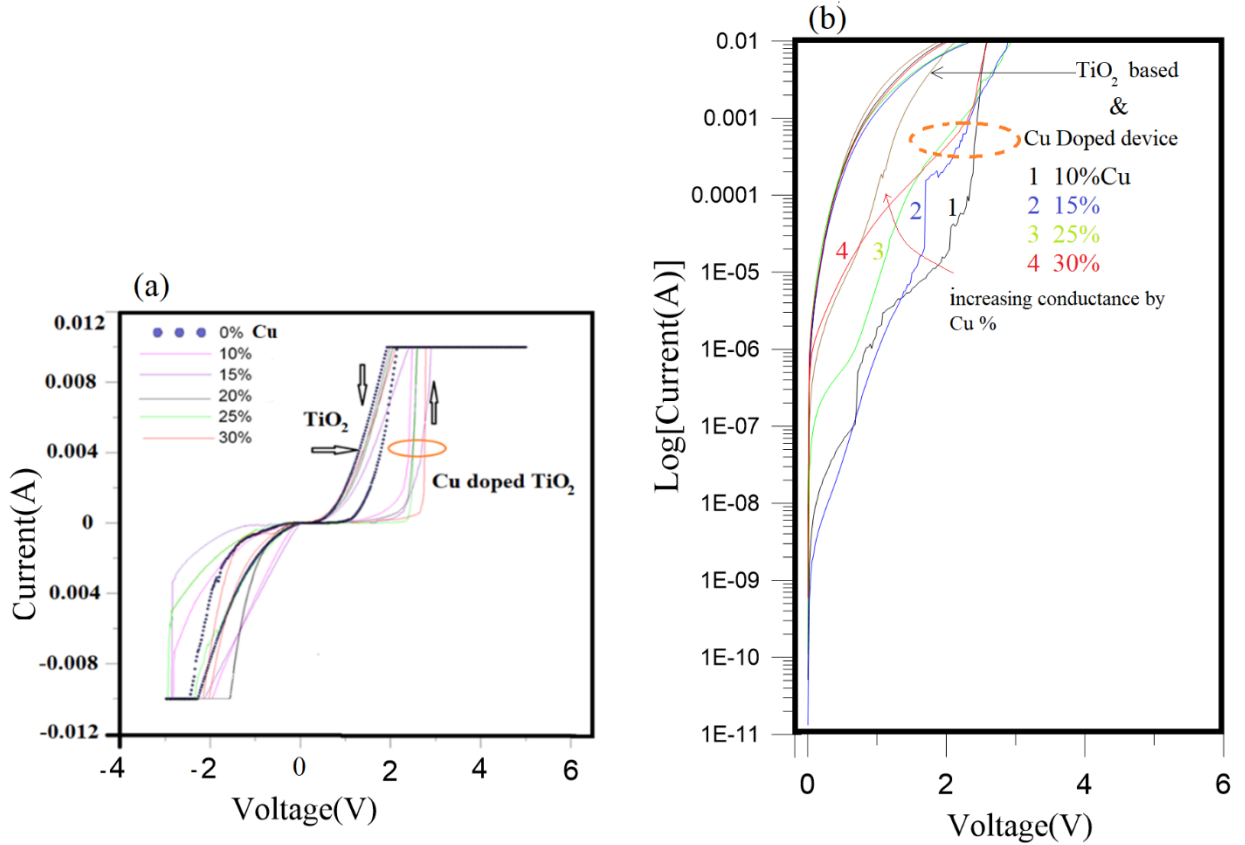 (a)
0.012
0.008
0.004
0
0.004
-0.008
-0.012
Current(A)
0% Cu
10%
15%
20%
25%
30%
TiO2
Cu doped TiO2
-4
-2
0
2
4
6
Voltage(V)
(b)
0.01
0.001
0.0001
1E-05
1E-06
1E-07
1E-08
1E-09
1E-10
1E-11
Log[Current(A)]
TiO2 based
&
Cu Doped device
1 10%Cu
2 15%
3 25%
4 30%
2
1
4
3
increasing conductance by
Cu %
0
2
4
6
Voltage(V)